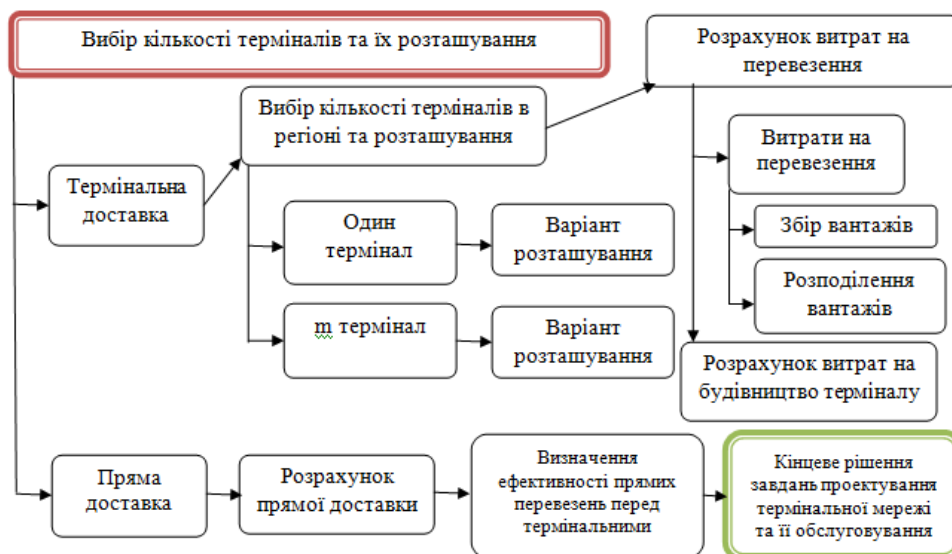 Вибір кількості терміналів та їх розташування
Розрахунок витрат на
перевезення
Вибір кількості терміналів в
регіоні та розташування
Витрати на
перевезення
Термінальна
доставка
Один
термінал
Варіант
розташування
Збір вантажів
Розподілення
вантажів
m термінал
Варіант
розташування
Розрахунок витрат на
будівництво терміналу
Пряма
доставка
Розрахунок
прямої доставки
Визначення
ефективності прямих
перевезень перед
термінальними
Кінцеве рішення
завдань проектування
термінальної мережі
та її обслуговування